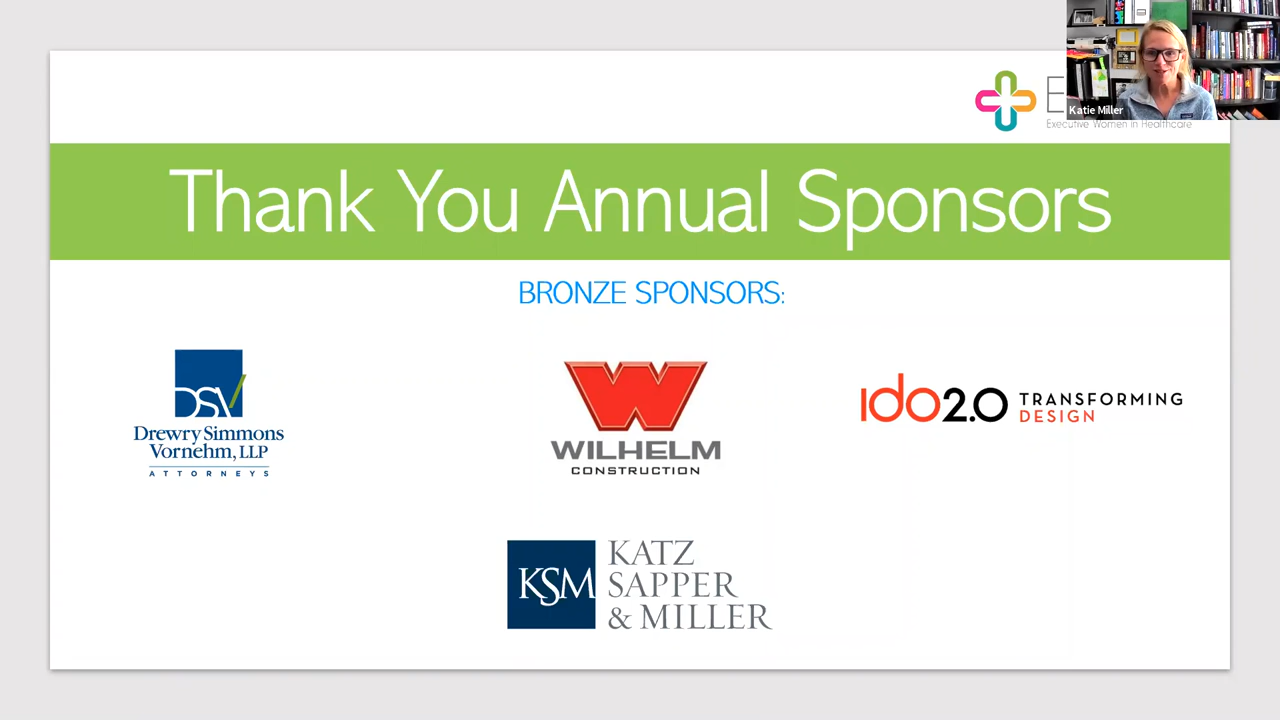 Katie Miller
E
Executive Women in Healthcare
Thank You Annual Sponsors
BRONZE SPONSORS:
DSV
Drewry Simmons
Vornehm, LLP
ATTORNEYS
W
WILHELM
CONSTRUCTION
IDO2.0 TRANSFORMING
DESIGN
KSM
KATZ
SAPPER
& MILLER